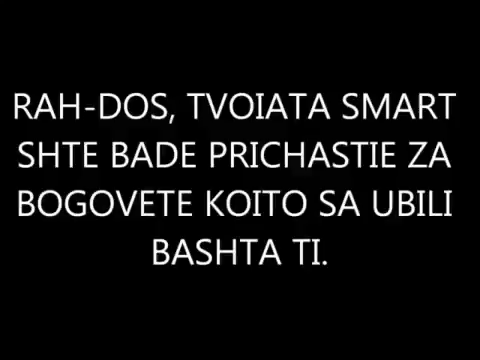 RAH-DOS, TVOIATA SMART
SHTE BADE PRICHASTIE ZA
BOGOVETE KOITO SA UBILI
BASHTA TI.